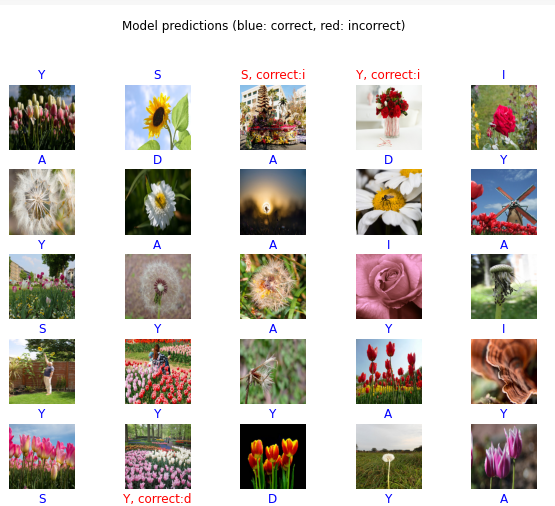 Model predictions (blue: correct, red: incorrect)
Y S S, correct:i Y, correct:i I
A D A D Y
Y A A I A
S Y A Y I
Y Y Y A Y
S Y, correct:d D Y A